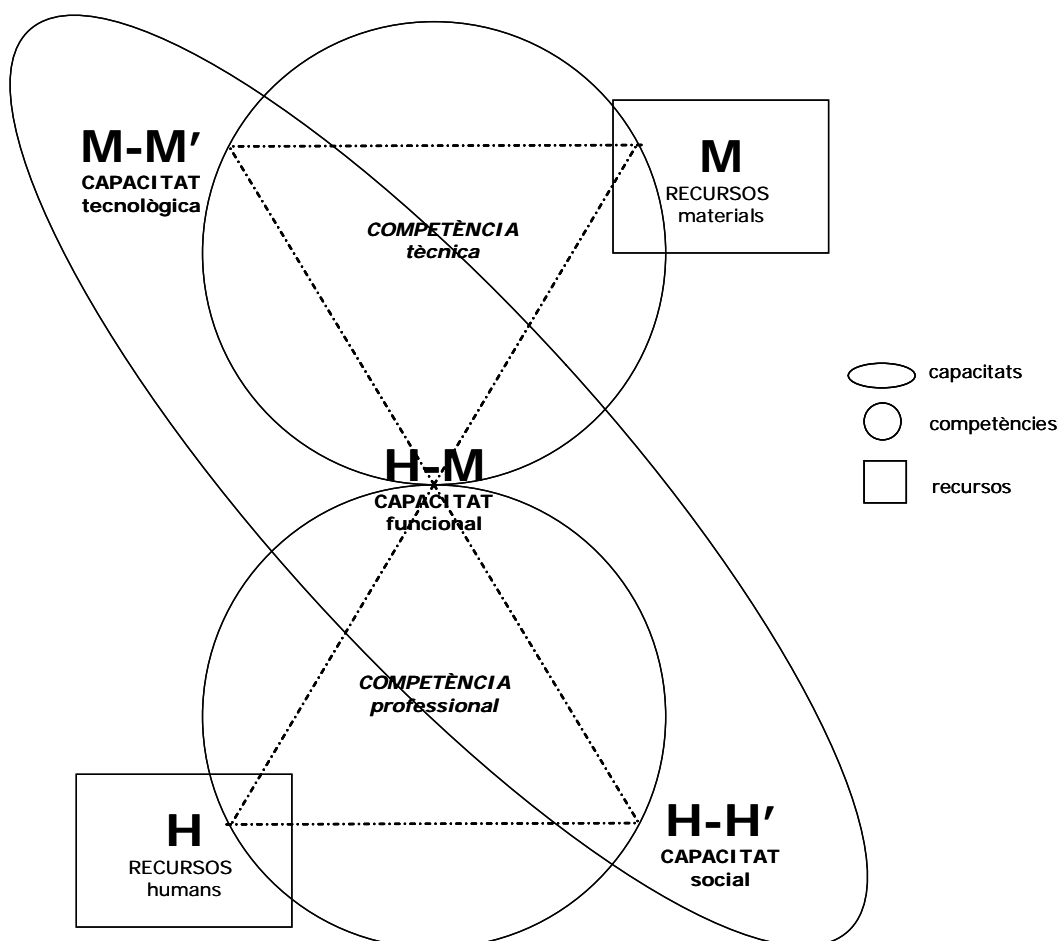 M-M'
CAPACITAT
tecnològica
M
RECURSOS
materials
COMPETÈNCIA
tècnica
capacitats
competències
recursos
H-M
CAPACITAT
funcional
COMPETÈNCIA
professional
H
RECURSOS
humans
H-H'
CAPACITAT
social